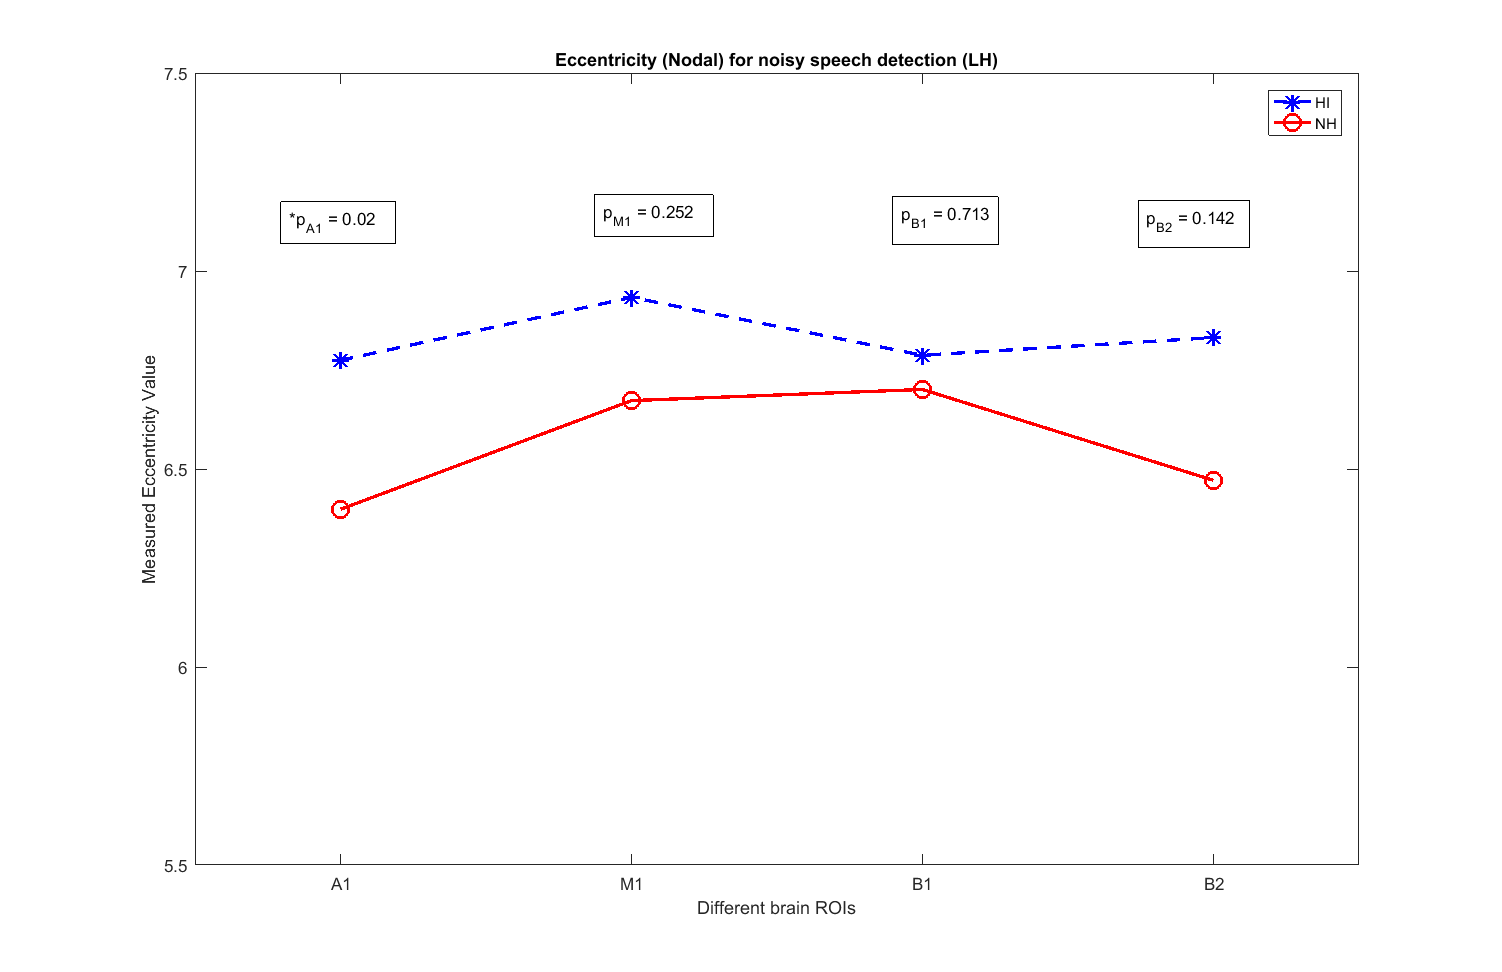 Eccentricity (Nodal) for noisy speech detection (LH)
7.5
HI
NH
*pA1 = 0.02
pM1 = 0.252
pB1 = 0.713
pB2 = 0.142
7
6.5
6
5.5
Measured Eccentricity Value
A1
M1
B1
B2
Different brain ROIs